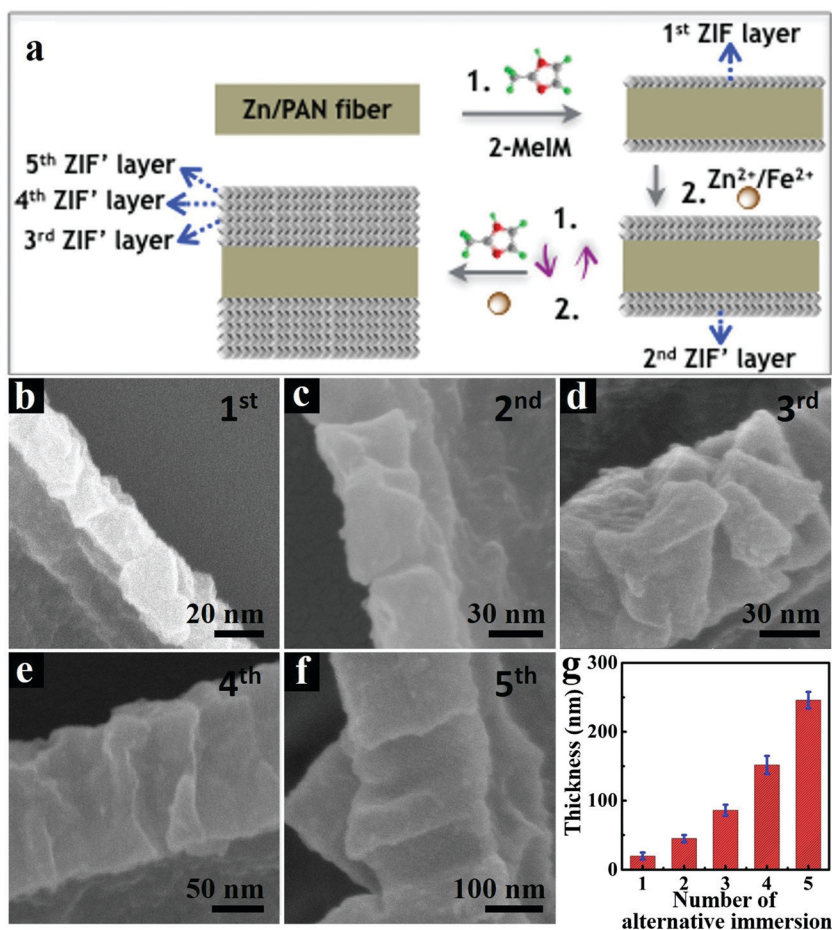 a
1st ZIF layer
1.
Zn/PAN fiber
2-MeIM
5th ZIF' layer
4th ZIF' layer
3rd ZIF' layer
2. Zn2+/Fe2+
1.
2.
2nd ZIF' layer
b 1st
20 nm
c 2nd
30 nm
d 3rd
30 nm
e 4th
50 nm
f 5th
100 nm
g
300
200
100
0
Thickness (nm)
1 2 3 4 5
Number of
alternative immersion